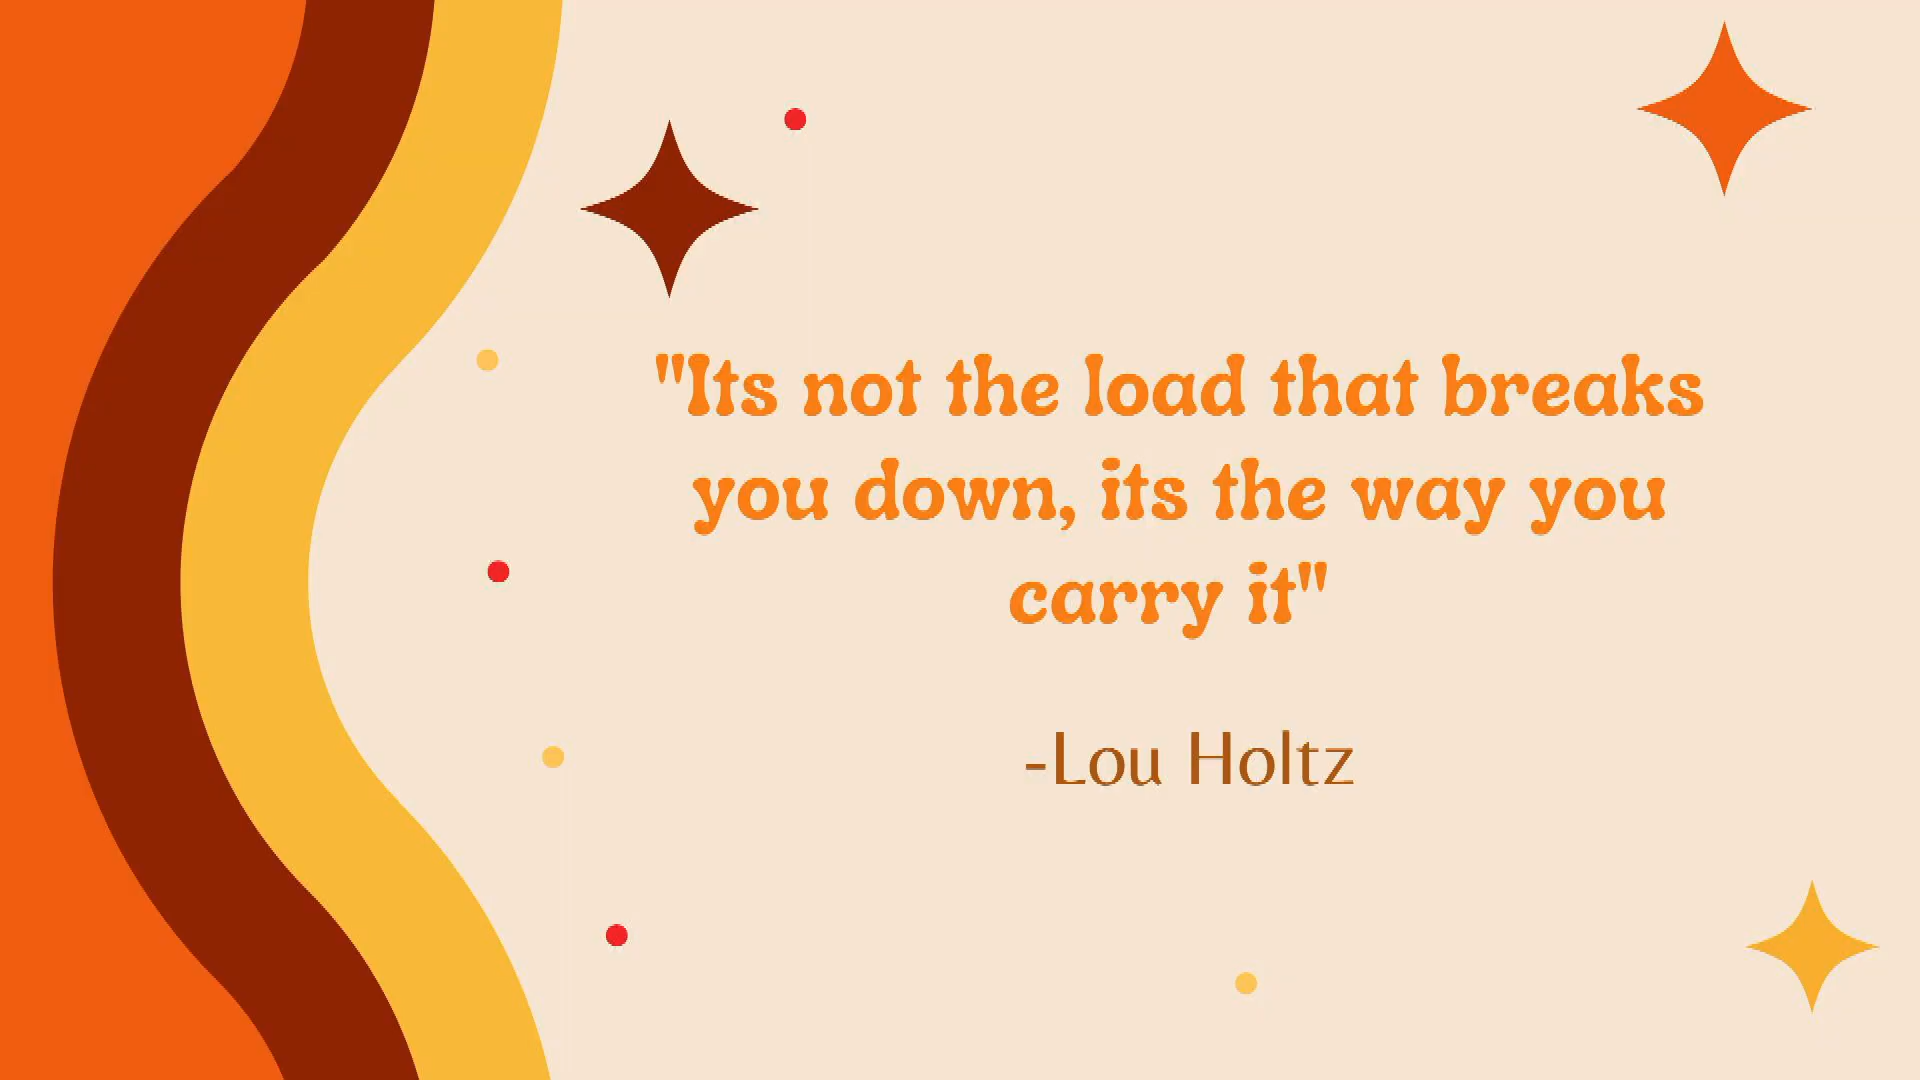 "Its not the load that breaks
you down, its the way you
carry it"
-Lou Holtz